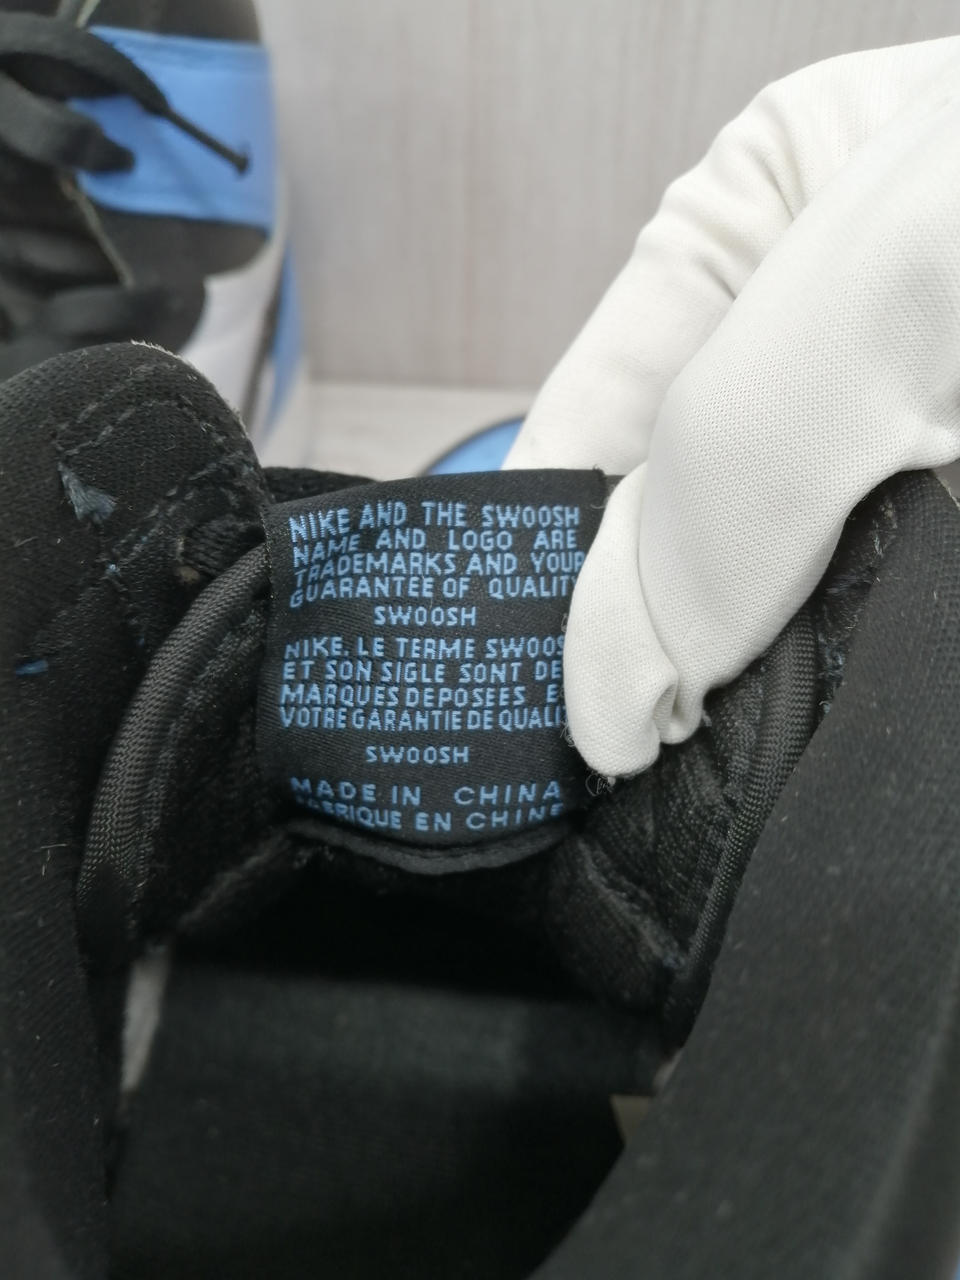 NIKE AND THE SWOOSH
NAME AND LOGO ARE
TRADEMARKS AND YOUR
GUARANTEE OF QUALITY
SWOOSH
NIKE. LE TERME SWOOS
ET SON SIGLE SONT DE
MARQUES DEPOSEES E
VOTRE GARANTIE DE QUALI
SWOOSH
MADE IN CHINA
FABRIQUE EN CHINE